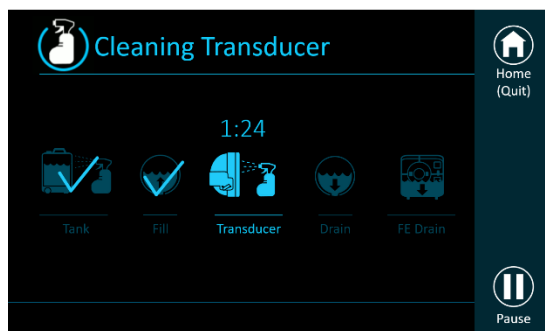 Cleaning Transducer
Home
(Quit)
1:24
Tank
Fill
Transducer
Drain
FE Drain
Pause